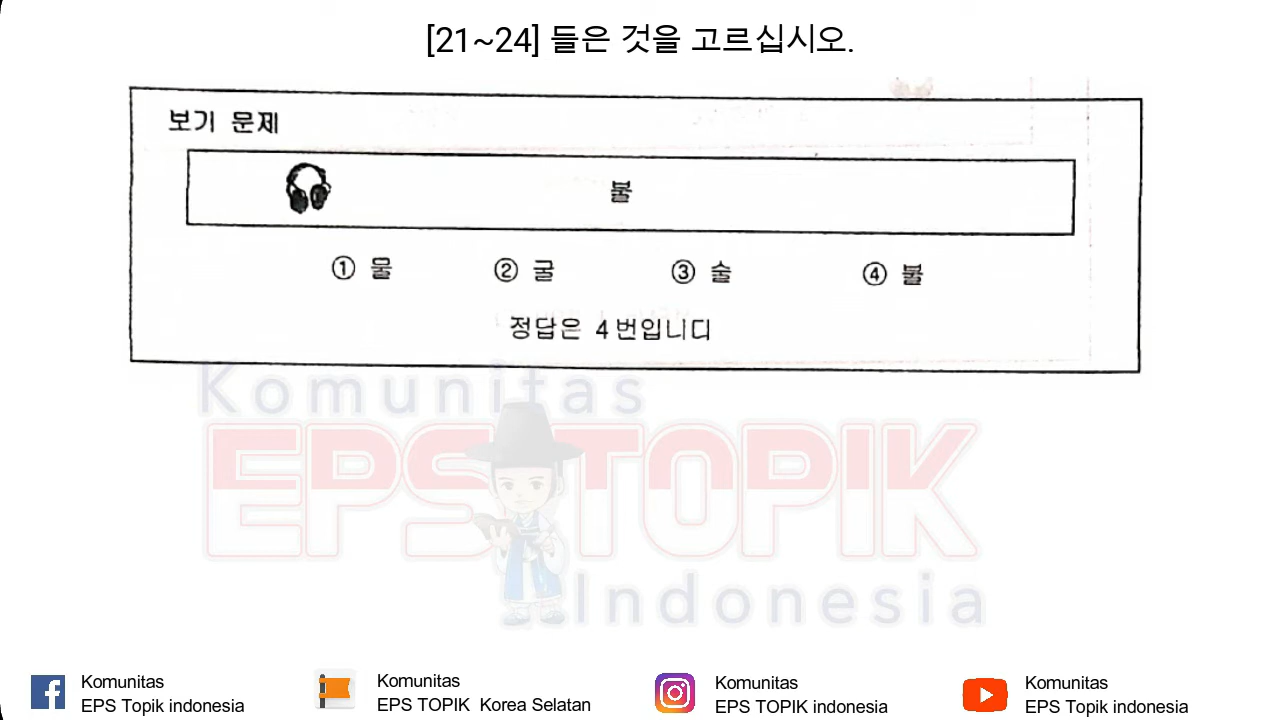 [21~24] 들은 것을 고르십시오.
보기 문제
불
① 물 ② 굴 ③ 술 ④ 불
정답은 4번입니다
Komunitas
EPS TOPIK
Indonesia
Komunitas
EPS Topik indonesia
Komunitas
EPS TOPIK Korea Selatan
Komunitas
EPS TOPIK indonesia
Komunitas
EPS Topik indonesia